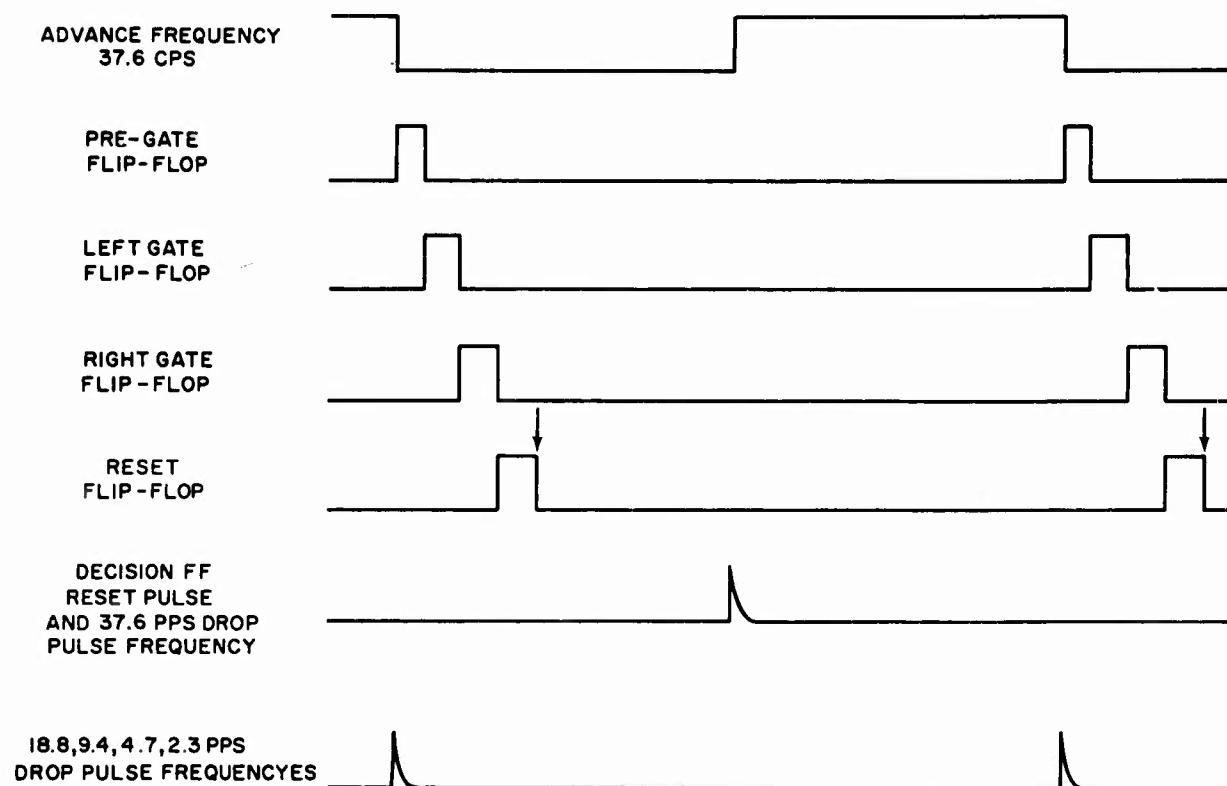 ADVANCE FREQUENCY
37.6 CPS
PRE-GATE
FLIP-FLOP
LEFT GATE
FLIP-FLOP
RIGHT GATE
FLIP-FLOP
RESET
FLIP-FLOP
DECISION FF
RESET PULSE
AND 37.6 PPS DROP
PULSE FREQUENCY
18.8,9.4,4.7,2.3 PPS
DROP PULSE FREQUENCYES